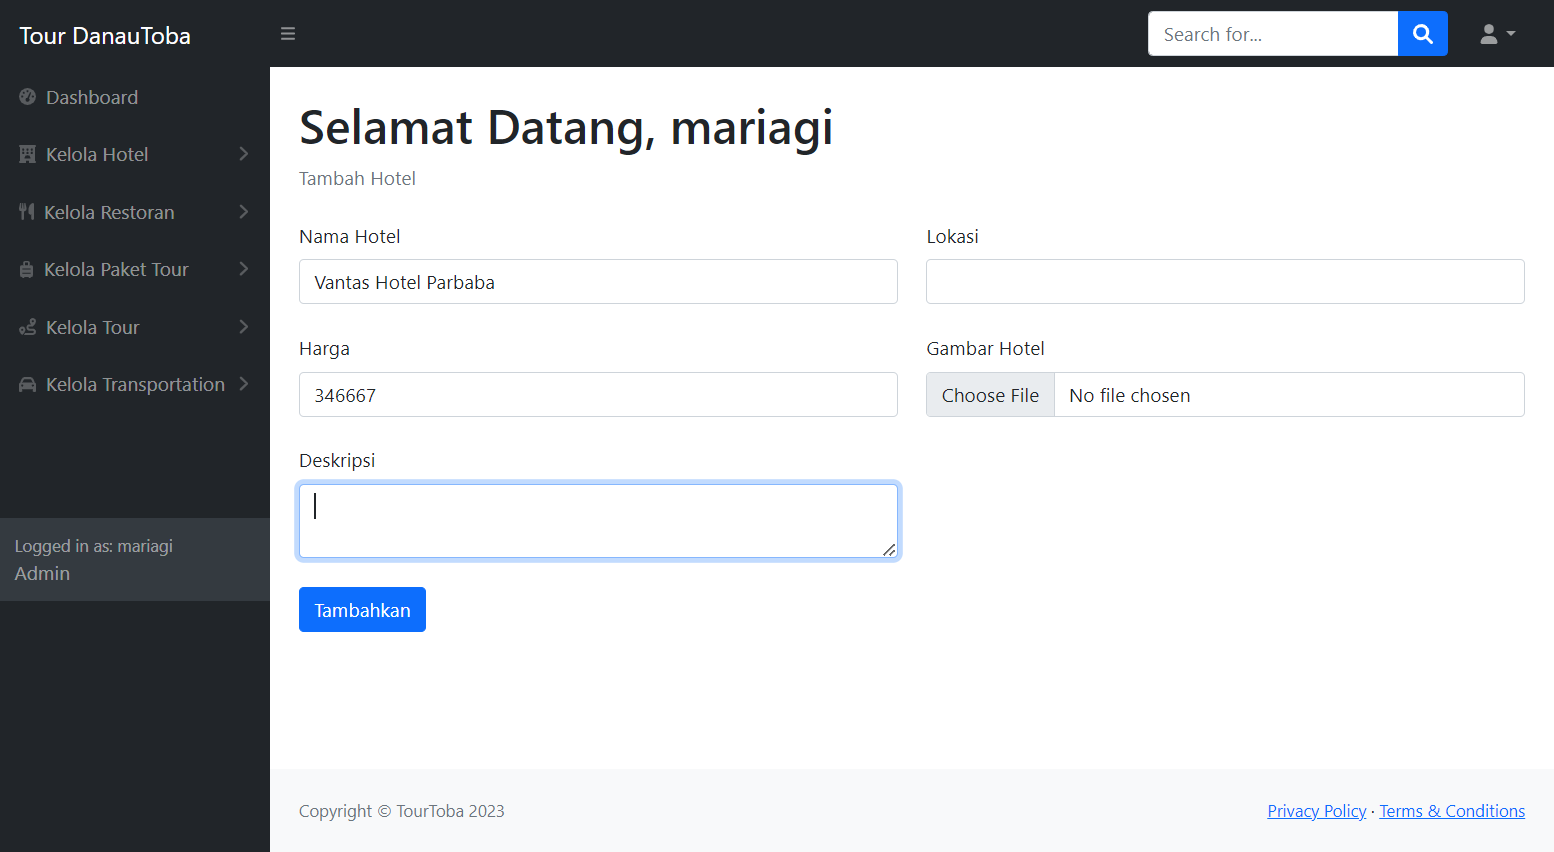 Tour DanauToba
Search for...
Dashboard
Kelola Hotel
Kelola Restoran
Kelola Paket Tour
Kelola Tour
Kelola Transportation
Logged in as: mariagi
Admin
Selamat Datang, mariagi
Tambah Hotel
Nama Hotel
Vantas Hotel Parbaba
Lokasi
Harga
346667
Gambar Hotel
Choose File No file chosen
Deskripsi
Tambahkan
Copyright © TourToba 2023
Privacy Policy · Terms & Conditions